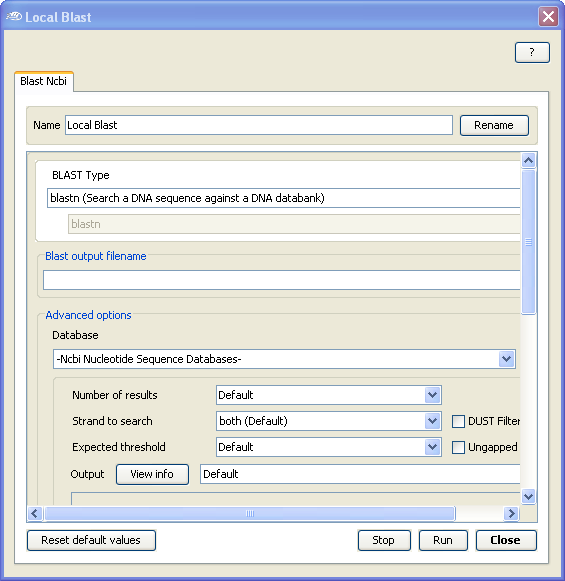 Local Blast
?
Blast Ncbi
Name Local Blast Rename
BLAST Type
blastn (Search a DNA sequence against a DNA databank)
blastn
Blast output filename
Advanced options
Database
-Ncbi Nucleotide Sequence Databases-
Number of results Default
Strand to search both (Default) DUST Filter
Expected threshold Default Ungapped
Output View info Default
Reset default values Stop Run Close